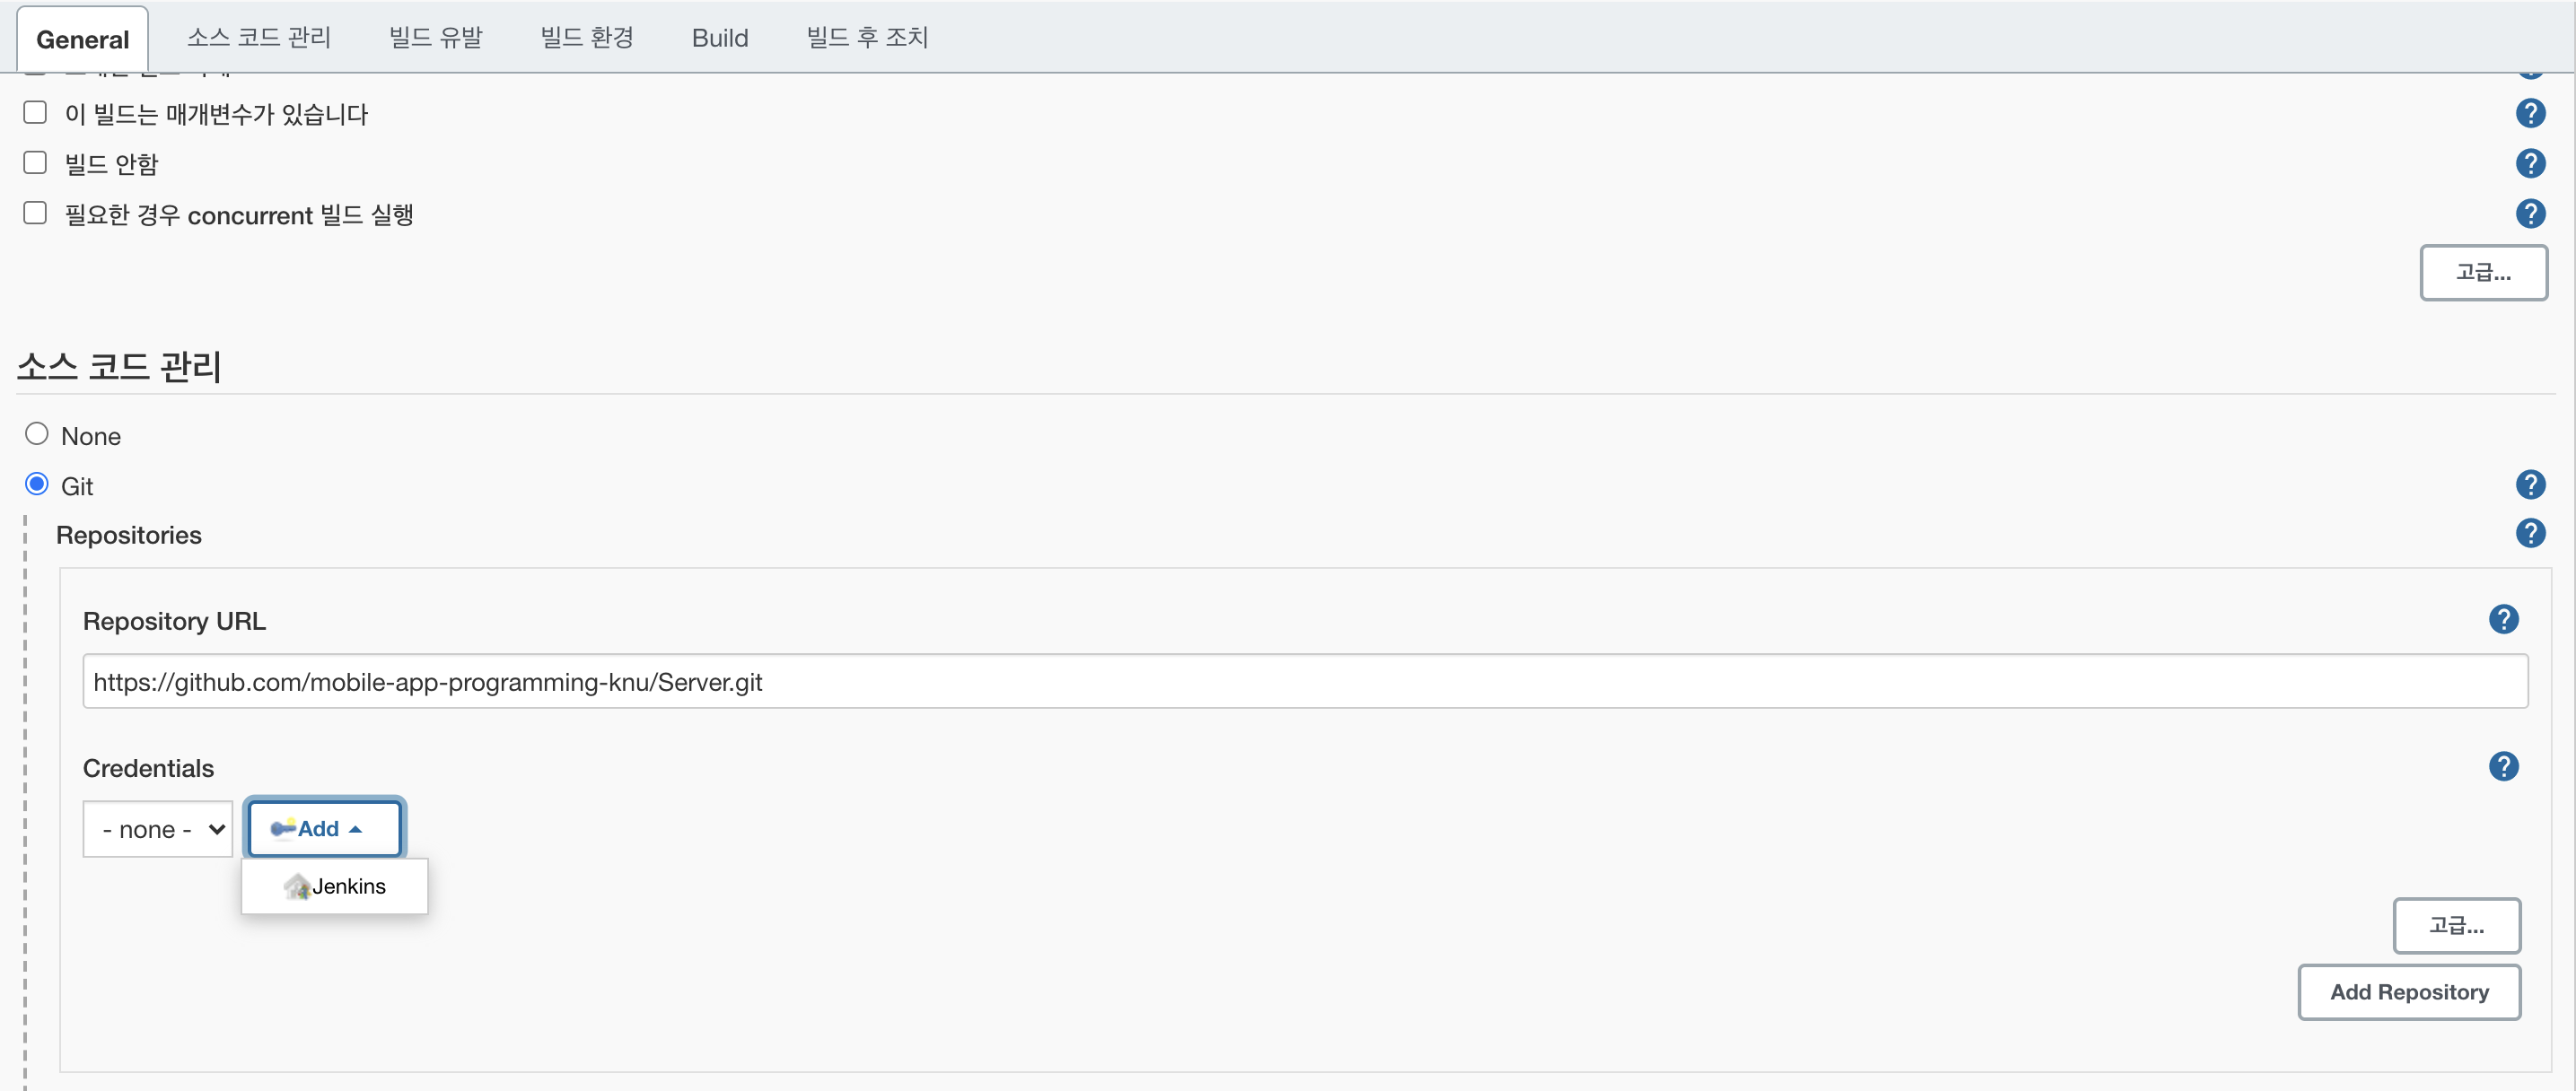 General 소스 코드 관리 빌드 유발 빌드 환경 Build 빌드 후 조치
이 빌드는 매개변수가 있습니다
빌드 안함
필요한 경우 concurrent 빌드 실행
고급...
소스 코드 관리
None
Git
Repositories
Repository URL
https://github.com/mobile-app-programming-knu/Server.git
Credentials
- none - Add
Jenkins
고급...
Add Repository